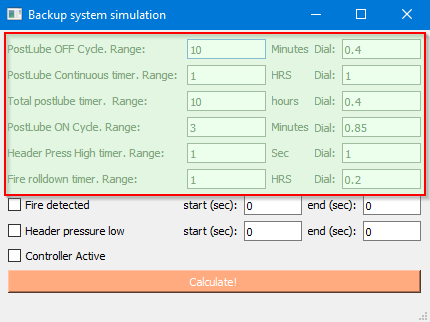 Backup system simulation
PostLube OFF Cycle. Range: 10 Minutes Dial: 0.4
PostLube Continuous timer. Range: 1 HRS Dial: 1
Total postlube timer. Range: 10 hours Dial: 0.4
PostLube ON Cycle. Range: 3 Minutes Dial: 0.85
Header Press High timer. Range: 1 Sec Dial: 1
Fire rolldown timer. Range: 1 HRS Dial: 0.2
Fire detected start (sec): 0 end (sec): 0
Header pressure low start (sec): 0 end (sec): 0
Controller Active
Calculate!